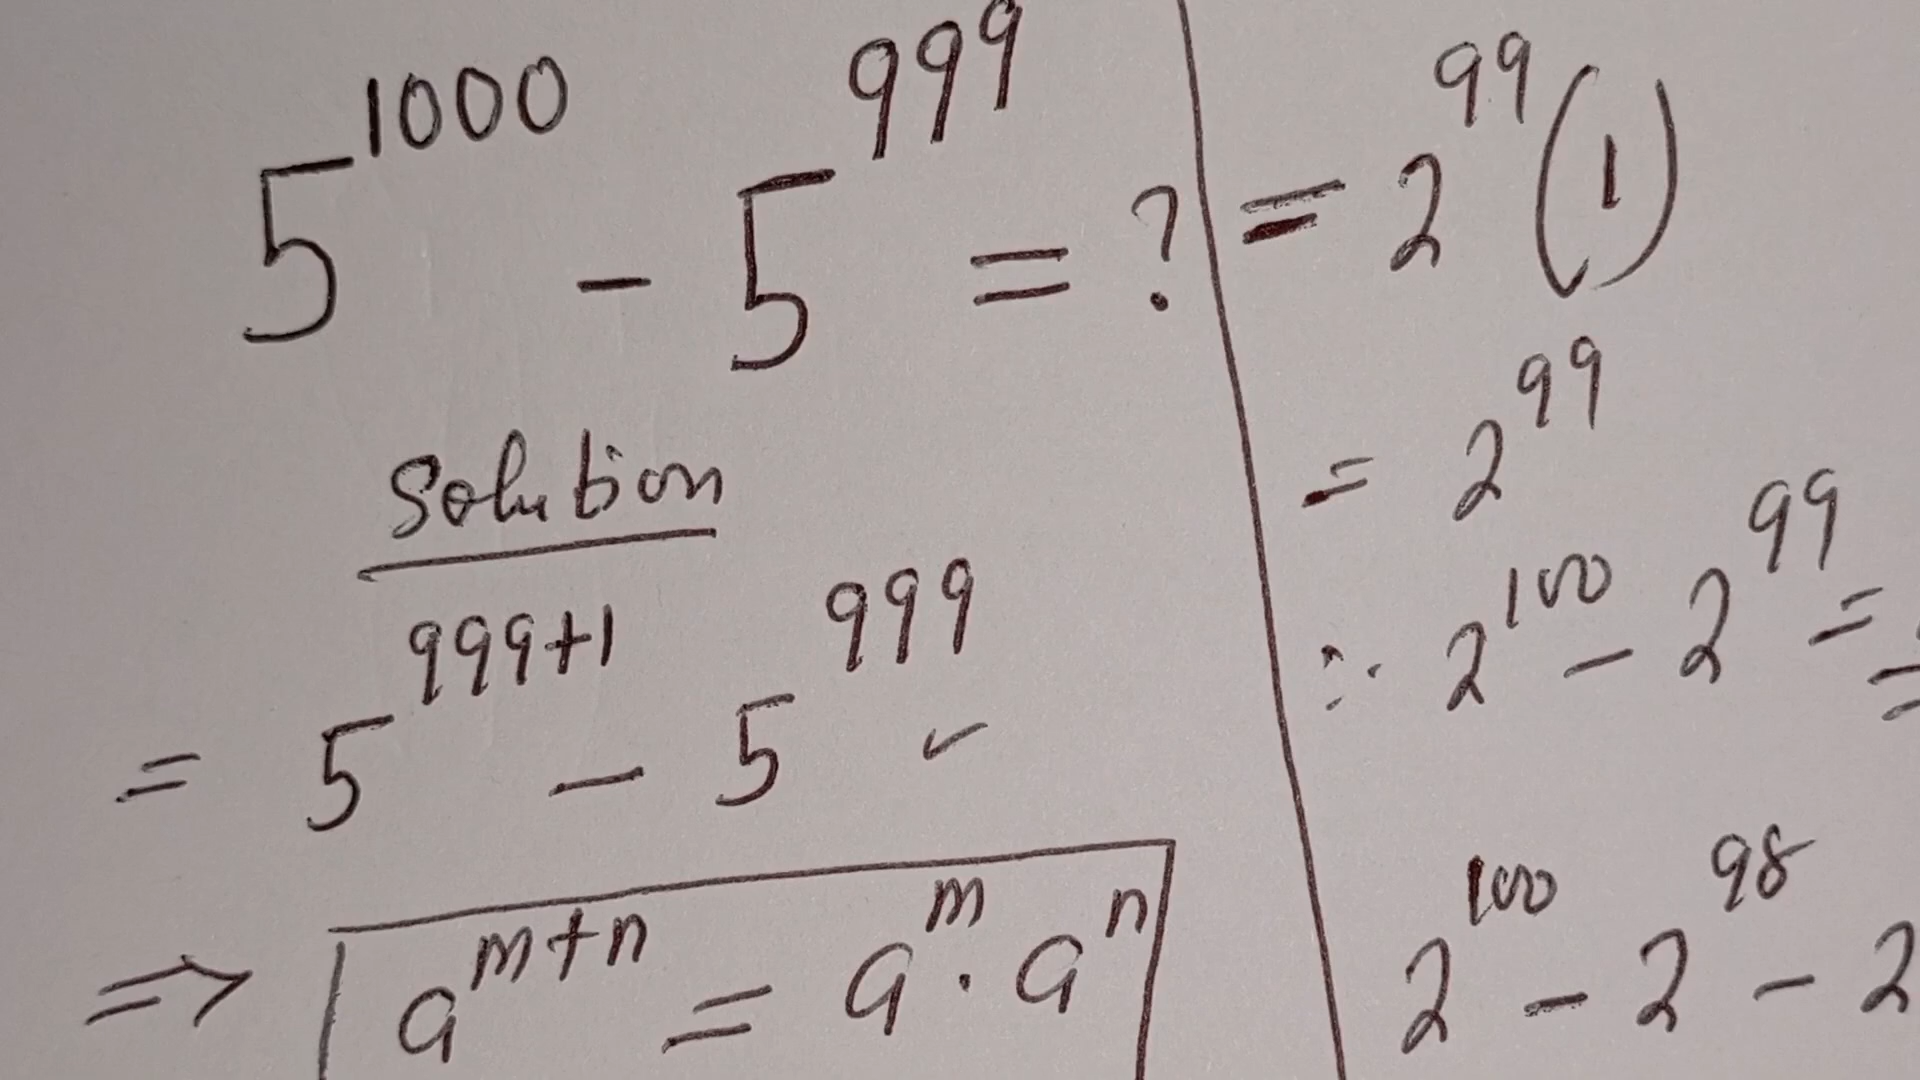 5^1000 - 5^999 = ?
Solution
= 5^999+1 - 5^999 ✓
⇒ a^m+n = a^m . a^n
= 2^99 (1)
= 2^99
∴ 2^100 - 2^99 =
=
2^100 - 2^98 - 2